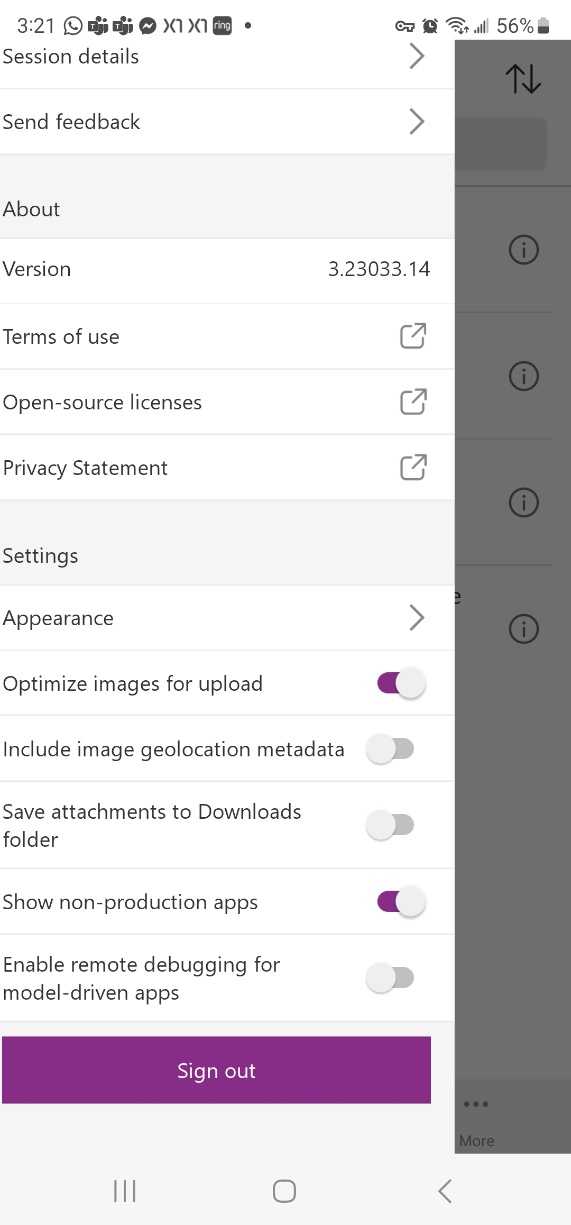 3:21 ring 56%
Session details
Send feedback
About
Version 3.23033.14
Terms of use
Open-source licenses
Privacy Statement
Settings
Appearance
e
Optimize images for upload
Include image geolocation metadata
Save attachments to Downloads
folder
Show non-production apps
Enable remote debugging for
model-driven apps
Sign out
More